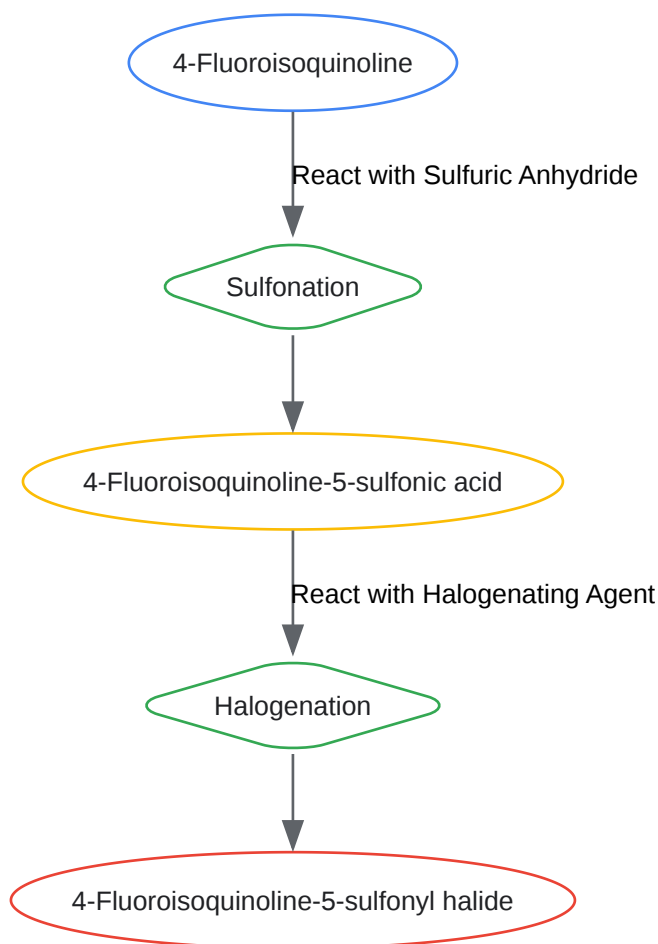 4-Fluoroisoquinoline
React with Sulfuric Anhydride
Sulfonation
4-Fluoroisoquinoline-5-sulfonic acid
React with Halogenating Agent
Halogenation
4-Fluoroisoquinoline-5-sulfonyl halide